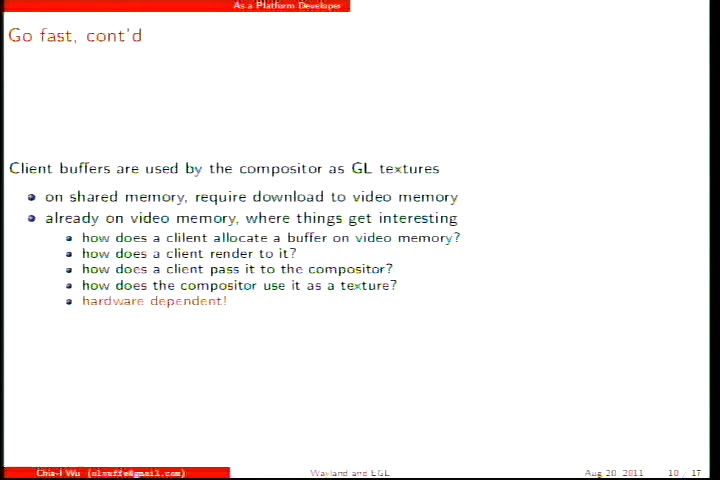 As a Platform Developer
Go fast, cont'd
Client buffers are used by the compositor as GL textures
on shared memory, require download to video memory
already on video memory, where things get interesting
how does a clilent allocate a buffer on video memory?
how does a client render to it?
how does a client pass it to the compositor?
how does the compositor use it as a texture?
hardware dependent!
Chia-I Wu (olvaffe@gmail.com)
Wayland and EGL
Aug 20, 2011
10 / 17